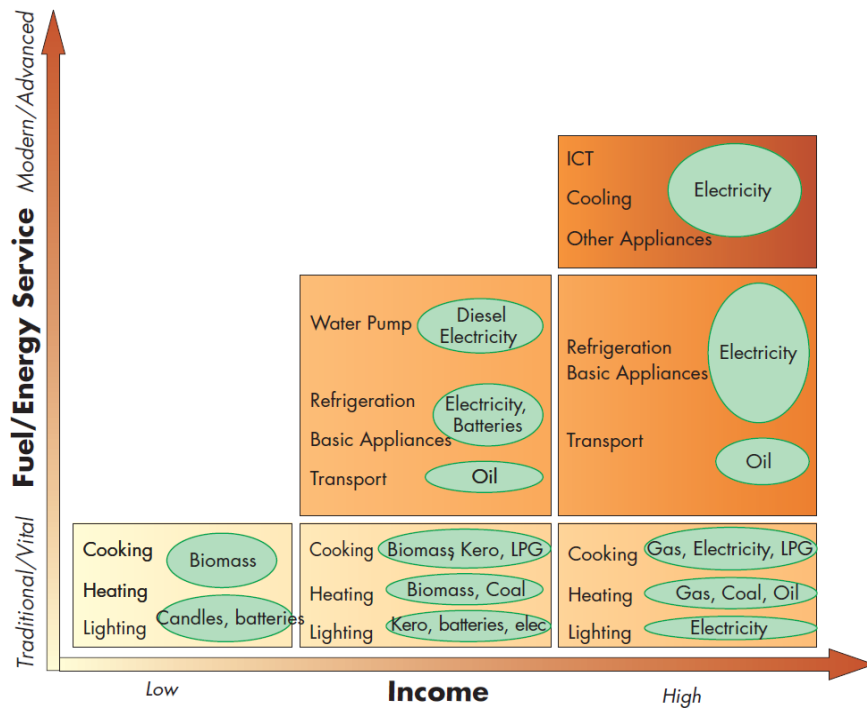 Modern/Advanced
Fuel/Energy Service
Traditional/Vital
ICT
Cooling
Other Appliances
Electricity
Water Pump
Diesel
Electricity
Refrigeration
Basic Appliances
Electricity,
Batteries
Transport
Oil
Refrigeration
Basic Appliances
Electricity
Transport
Oil
Cooking
Heating
Biomass
Lighting
Candles, batteries
Cooking
Biomass, Kero, LPG
Heating
Biomass, Coal
Lighting
Kero, batteries, elec
Cooking
Gas, Electricity, LPG
Heating
Gas, Coal, Oil
Lighting
Electricity
Low
Income
High